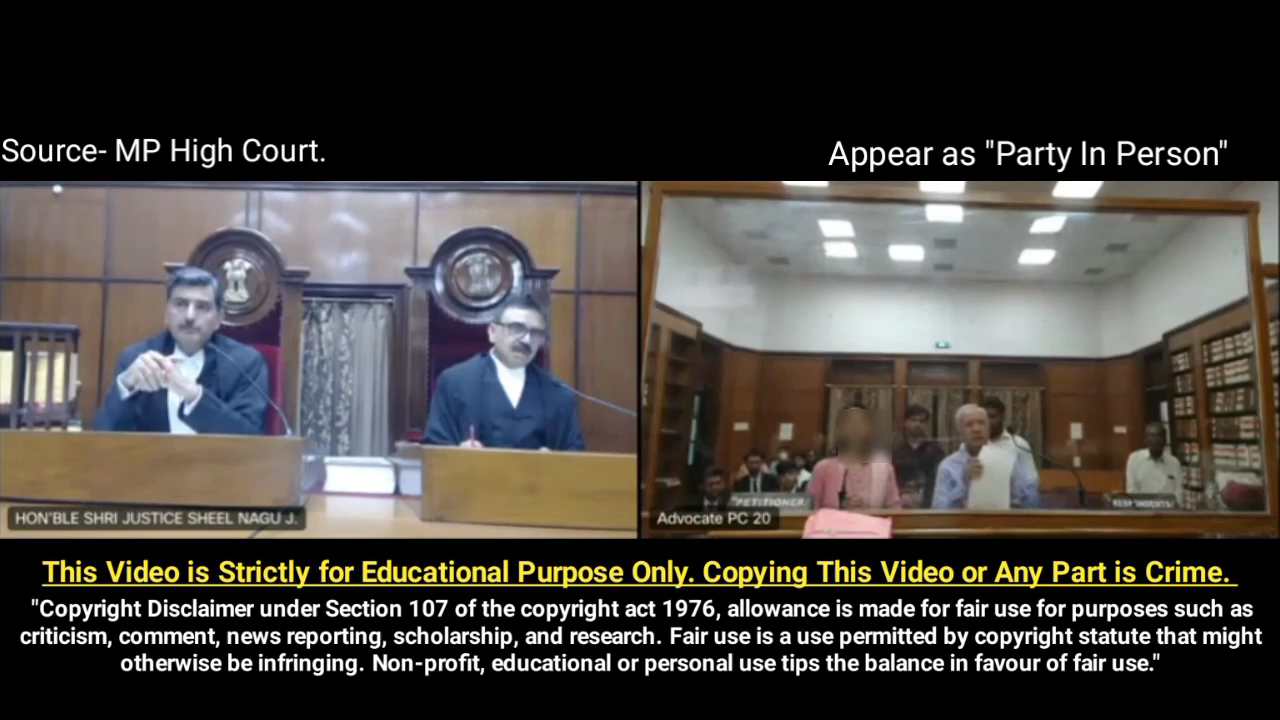 Source- MP High Court.
Appear as "Party In Person"
"PETITIONER
RESPONDENTS
HON'BLE SHRI JUSTICE SHEEL NAGU J.
Advocate PC 20
This Video is Strictly for Educational Purpose Only. Copying This Video or Any Part is Crime.
"Copyright Disclaimer under Section 107 of the copyright act 1976, allowance is made for fair use for purposes such as
criticism, comment, news reporting, scholarship, and research. Fair use is a use permitted by copyright statute that might
otherwise be infringing. Non-profit, educational or personal use tips the balance in favour of fair use."